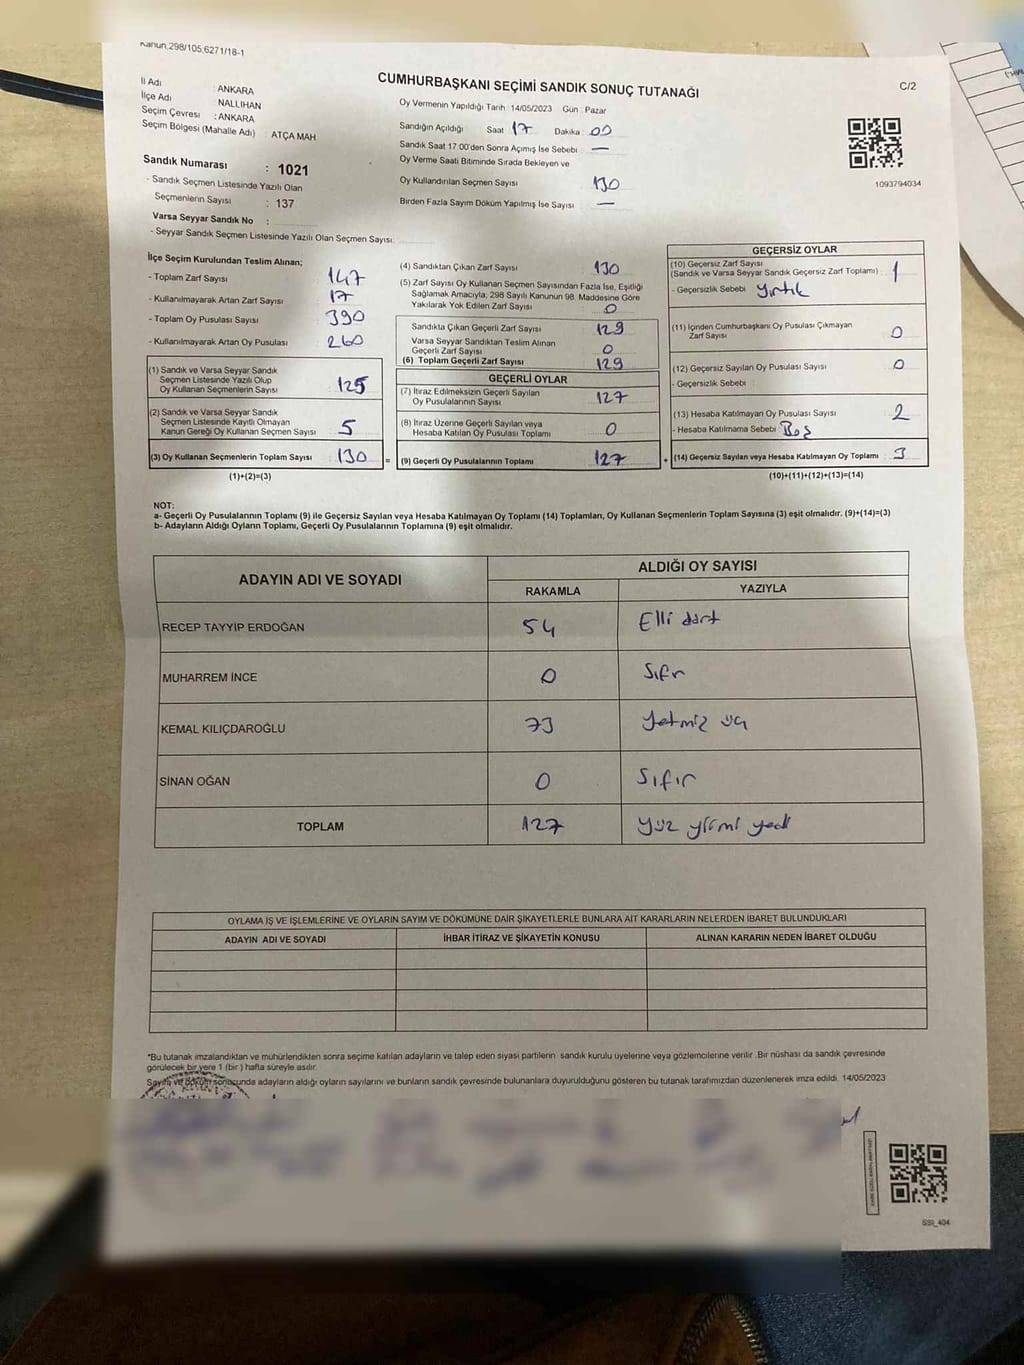 Kanun,298/105,6271/18-1
CUMHURBAŞKANI SEÇİMİ SANDIK SONUÇ TUTANAĞI
C/2
İl Adı : ANKARA
İlçe Adı NALLIHAN
Seçim Çevresi : ANKARA
Seçim Bölgesi (Mahalle Adı) : ATÇA MAH.
Sandık Numarası : 1021
- Sandık Seçmen Listesinde Yazılı Olan
Seçmenlerin Sayısı : 137
Varsa Seyyar Sandık No :
- Seyyar Sandık Seçmen Listesinde Yazılı Olan Seçmen Sayısı:
Oy Vermenin Yapıldığı Tarih : 14/05/2023 Gün : Pazar
Sandığın Açıldığı Saat 17 Dakika : 00
Sandık Saat 17:00'den Sonra Açımış İse Sebebi : —
Oy Verme Saati Bitiminde Sırada Bekleyen ve
Oy Kullandırılan Seçmen Sayısı 130
Birden Fazla Sayım Döküm Yapılmış İse Sayısı —
1093794034
İlçe Seçim Kurulundan Teslim Alınan;
- Toplam Zarf Sayısı 147
- Kullanılmayarak Artan Zarf Sayısı 17
- Toplam Oy Pusulası Sayısı 390
- Kullanılmayarak Artan Oy Pusulası 260
(1) Sandık ve Varsa Seyyar Sandık
Seçmen Listesinde Yazılı Olup
Oy Kullanan Seçmenlerin Sayısı 125
(2) Sandık ve Varsa Seyyar Sandık
Seçmen Listesinde Kayıtlı Olmayan
Kanun Gereği Oy Kullanan Seçmen Sayısı 5
(3) Oy Kullanan Seçmenlerin Toplam Sayısı 130 =
(1)+(2)=(3)
(4) Sandıktan Çıkan Zarf Sayısı 130
(5) Zarf Sayısı Oy Kullanan Seçmen Sayısından Fazla İse, Eşitliği
Sağlamak Amacıyla; 298 Sayılı Kanunun 98. Maddesine Göre
Yakılarak Yok Edilen Zarf Sayısı 0
Sandıkta Çıkan Geçerli Zarf Sayısı 129
Varsa Seyyar Sandıktan Teslim Alınan
Geçerli Zarf Sayısı 0
(6) Toplam Geçerli Zarf Sayısı 129
GEÇERLİ OYLAR
(7) İtiraz Edilmeksizin Geçerli Sayılan
Oy Pusulalarının Sayısı 127
(8) İtiraz Üzerine Geçerli Sayılan veya
Hesaba Katılan Oy Pusulası Toplamı 0
(9) Geçerli Oy Pusulalarının Toplamı 127 +
GEÇERSİZ OYLAR
(10) Geçersiz Zarf Sayısı
(Sandık ve Varsa Seyyar Sandık Geçersiz Zarf Toplamı) 1
- Geçersizlik Sebebi Yırtık
(11) İçinden Cumhurbaşkanı Oy Pusulası Çıkmayan
Zarf Sayısı 0
(12) Geçersiz Sayılan Oy Pusulası Sayısı 0
- Geçersizlik Sebebi
(13) Hesaba Katılmayan Oy Pusulası Sayısı 2
- Hesaba Katılmama Sebebi Boş
(14) Geçersiz Sayılan veya Hesaba Katılmayan Oy Toplamı 3
(10)+(11)+(12)+(13)=(14)
NOT:
a- Geçerli Oy Pusulalarının Toplamı (9) ile Geçersiz Sayılan veya Hesaba Katılmayan Oy Toplamı (14) Toplamları, Oy Kullanan Seçmenlerin Toplam Sayısına (3) eşit olmalıdır. (9)+(14)=(3)
b- Adayların Aldığı Oyların Toplamı, Geçerli Oy Pusulalarının Toplamına (9) eşit olmalıdır.
ADAYIN ADI VE SOYADI
ALDIĞI OY SAYISI
RAKAMLA YAZIYLA
RECEP TAYYİP ERDOĞAN 54 Elli dört
MUHARREM İNCE 0 Sıfır
KEMAL KILIÇDAROĞLU 73 Yetmiz üç
SİNAN OĞAN 0 Sıfır
TOPLAM 127 Yüz yirmi yedi
OYLAMA İŞ VE İŞLEMLERİNE VE OYLARIN SAYIM VE DÖKÜMÜNE DAİR ŞİKAYETLERLE BUNLARA AİT KARARLARIN NELERDEN İBARET BULUNDUKLARI
ADAYIN ADI VE SOYADI İHBAR İTİRAZ VE ŞİKAYETİN KONUSU ALINAN KARARIN NEDEN İBARET OLDUĞU
*Bu tutanak imzalandıktan ve mühürlendikten sonra seçime katılan adayların ve talep eden siyasi partilerin sandık kurulu üyelerine veya gözlemcilerine verilir. Bir nüshası da sandık çevresinde
görülecek bir yere 1 (bir) hafta süreyle asılır.
Sayım ve döküm sonucunda adayların aldığı oyların sayılarını ve bunların sandık çevresinde bulunanlara duyurulduğunu gösteren bu tutanak tarafımızdan düzenlenerek imza edildi. 14/05/2023
SSI_404